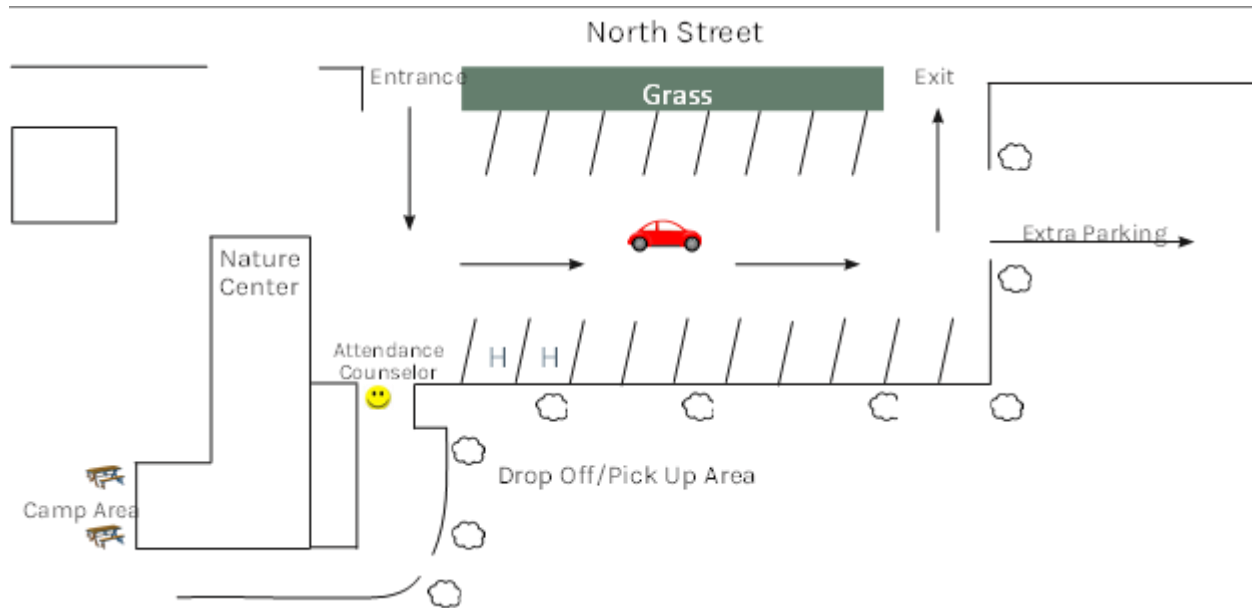 North Street
Entrance
Grass
Exit
Extra Parking
Nature
Center
Attendance
Counselor
H H
Drop Off/Pick Up Area
Camp Area